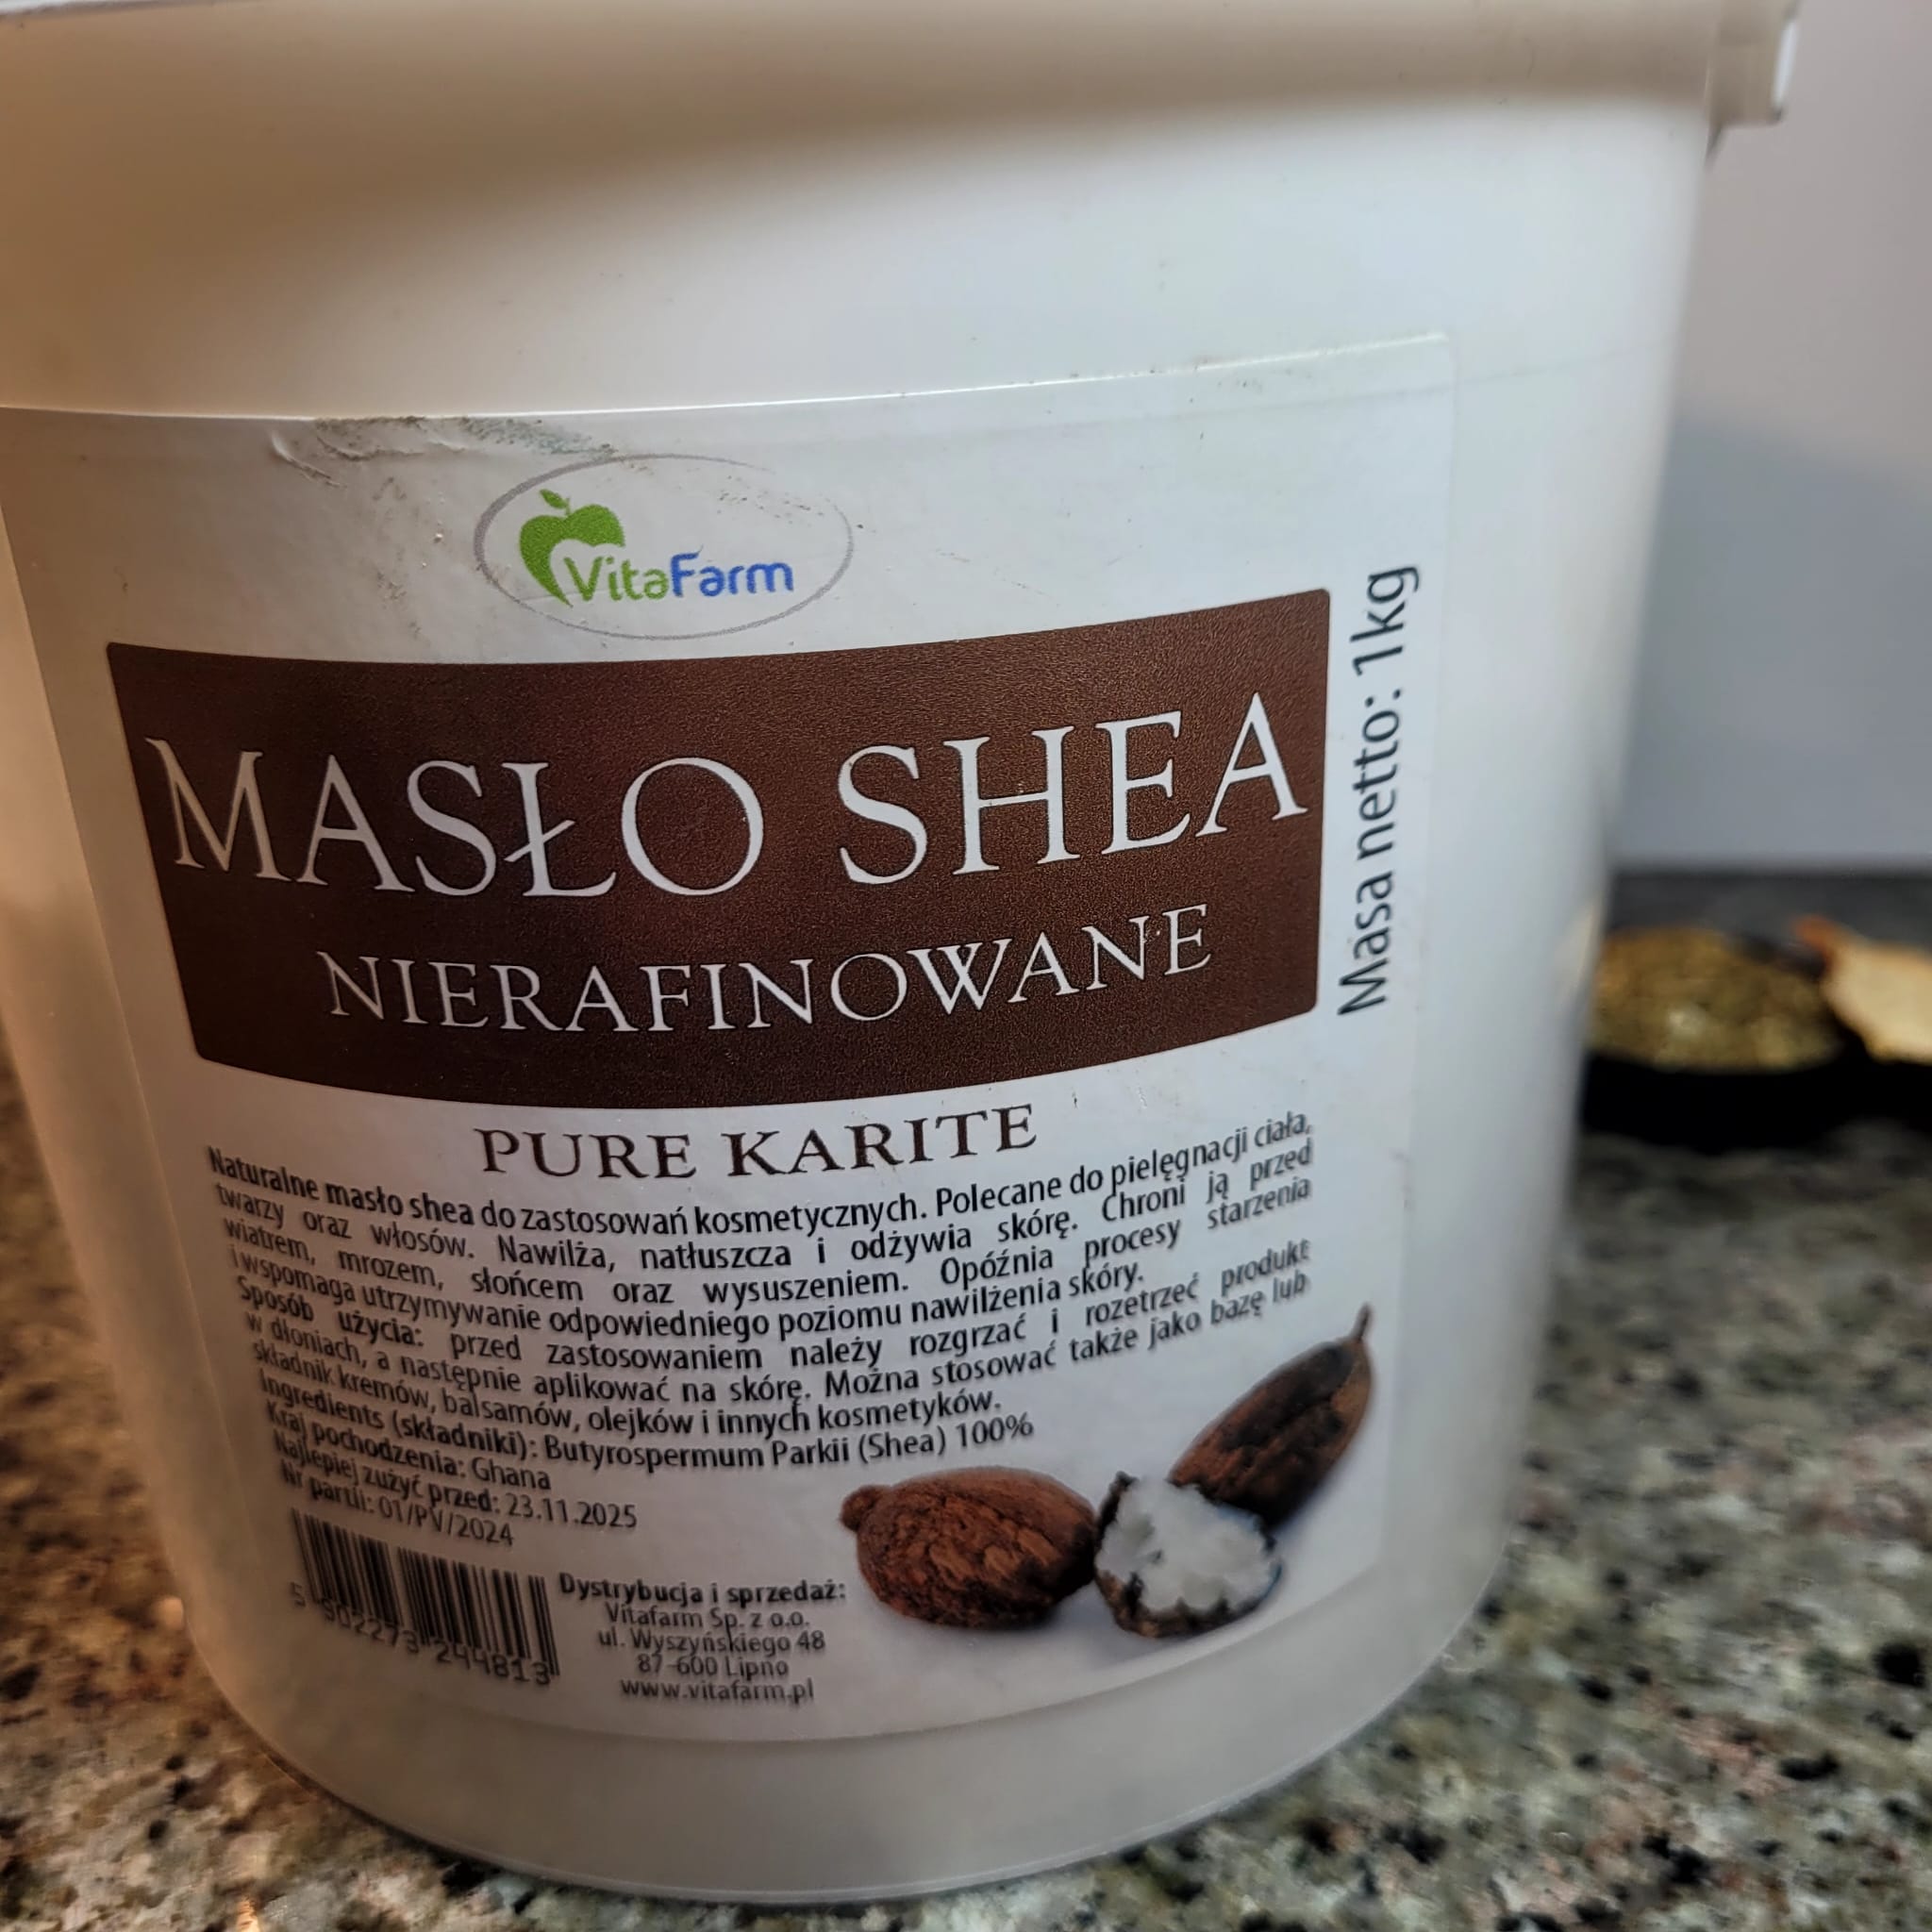 VitaFarm
MASŁO SHEA
NIERAFINOWANE
Masa netto: 1kg
PURE KARITE
Naturalne masło shea do zastosowań kosmetycznych. Polecane do pielęgnacji ciała,
twarzy oraz włosów. Nawilża, natłuszcza i odżywia skórę. Chroni ją przed
wiatrem, mrozem, słońcem oraz wysuszeniem. Opóźnia procesy starzenia
i wspomaga utrzymywanie odpowiedniego poziomu nawilżenia skóry.
Sposób użycia: przed zastosowaniem należy rozgrzać i rozetrzeć produkt
w dłoniach, a następnie aplikować na skórę. Można stosować także jako bazę lub
składnik kremów, balsamów, olejków i innych kosmetyków.
Ingredients (składniki): Butyrospermum Parkii (Shea) 100%
Kraj pochodzenia: Ghana
Najlepiej zużyć przed: 23.11.2025
Nr partii: 01/PV/2024
5 902273 244813
Dystrybucja i sprzedaż:
Vitafarm Sp. z o.o.
ul. Wyszyńskiego 48
87-600 Lipno
www.vitafarm.pl